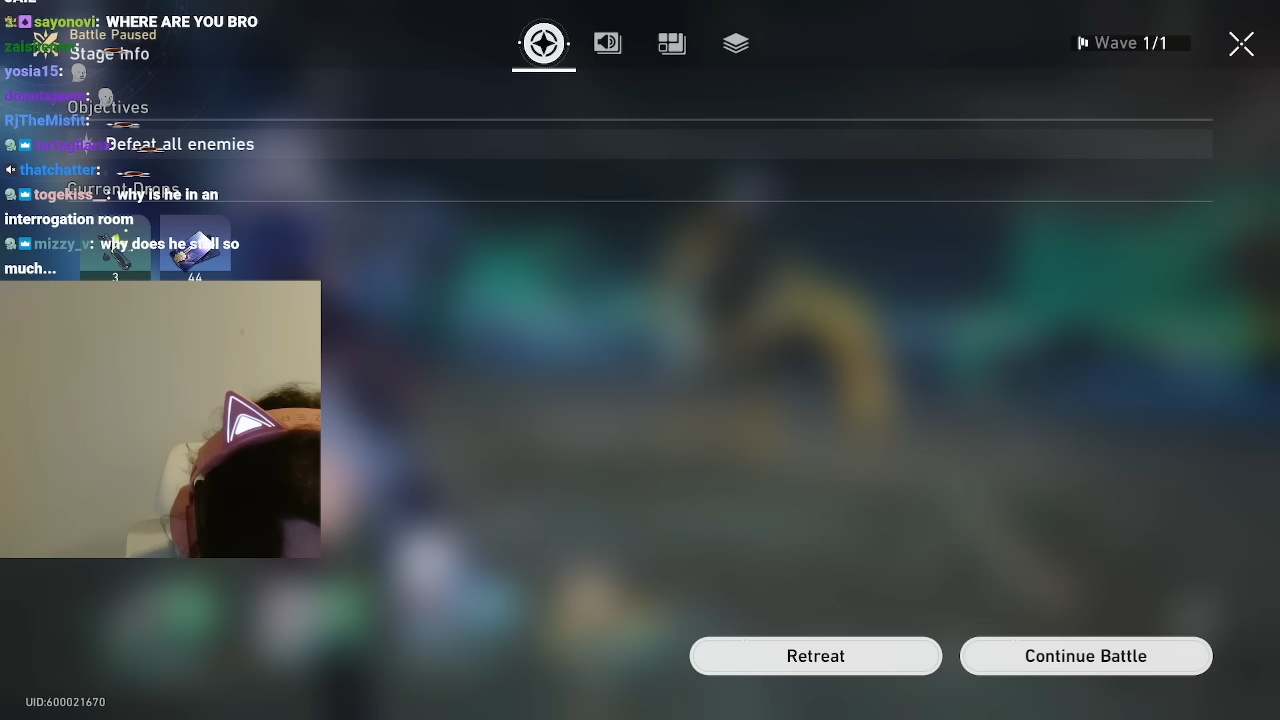 sayonovi: WHERE ARE YOU BRO
Battle Paused
Stage Info
yosia15:
Objectives
RjTheMisfit:
Defeat all enemies
thatchatter:
Current Drops
togekiss__: why is he in an
interrogation room
mizzy_v: why does he still so
much...
3
44
Wave 1/1
Retreat
Continue Battle
UID:600021670